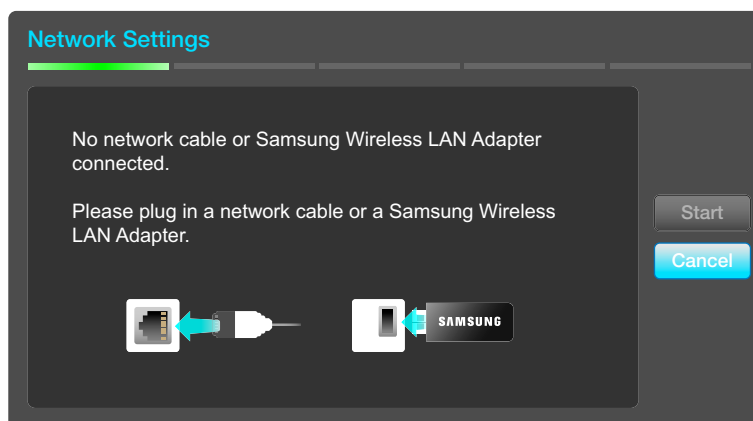 Network Settings
No network cable or Samsung Wireless LAN Adapter
connected.
Please plug in a network cable or a Samsung Wireless
LAN Adapter.
Start
Cancel
SAMSUNG